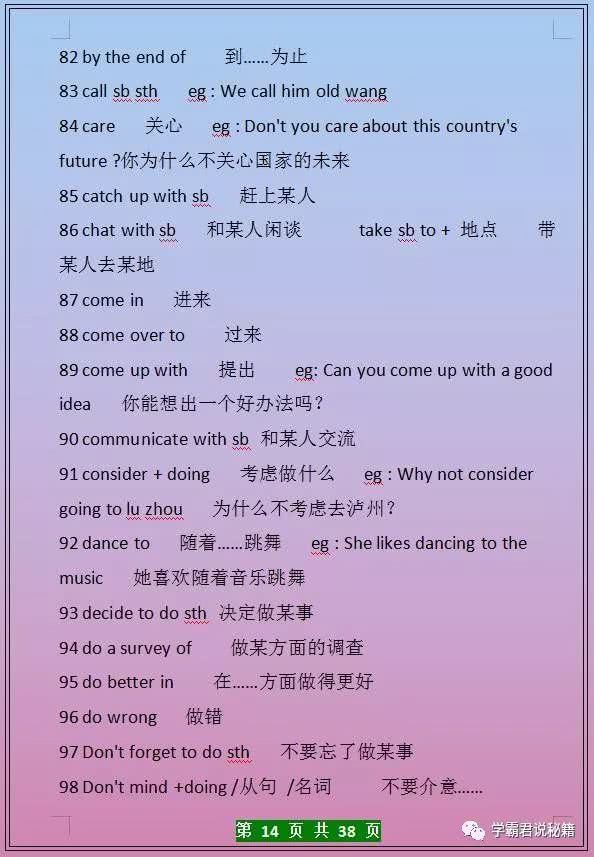 82 by the end of 到……为止
83 call sb sth eg : We call him old wang
84 care 关心 eg : Don't you care about this country's
future ?你为什么不关心国家的未来
85 catch up with sb 赶上某人
86 chat with sb 和某人闲谈 take sb to + 地点 带
某人去某地
87 come in 进来
88 come over to 过来
89 come up with 提出 eg: Can you come up with a good
idea 你能想出一个好办法吗？
90 communicate with sb 和某人交流
91 consider + doing 考虑做什么 eg : Why not consider
going to lu zhou 为什么不考虑去泸州？
92 dance to 随着……跳舞 eg : She likes dancing to the
music 她喜欢随着音乐跳舞
93 decide to do sth 决定做某事
94 do a survey of 做某方面的调查
95 do better in 在……方面做得更好
96 do wrong 做错
97 Don't forget to do sth 不要忘了做某事
98 Don't mind +doing /从句 /名词 不要介意……
第 14 页 共 38 页
学霸君说秘籍